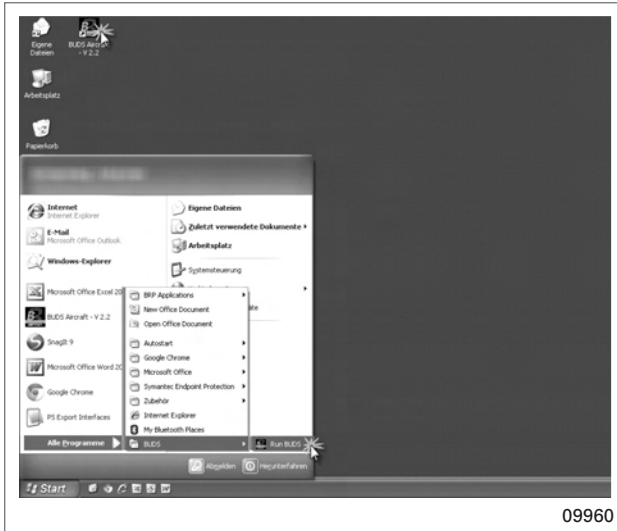 Eigene
Dateien
BUDS Aircraft
- V 2.2
Arbeitsplatz
Papierkorb
Internet
Internet Explorer
E-Mail
Microsoft Office Outlook
Windows-Explorer
Microsoft Office Excel 20
BUDS Aircraft - V 2.2
SnagIt 9
Microsoft Office Word 20
Google Chrome
PS Export Interfaces
Alle Programme
Eigene Dateien
Zuletzt verwendete Dokumente
Arbeitsplatz
Systemsteuerung
BRP Applications
New Office Document
Open Office Document
Autostart
Google Chrome
Microsoft Office
Symantec Endpoint Protection
Zubehör
Internet Explorer
My Bluetooth Places
BUDS
Run BUDS
Abmelden
Herunterfahren
Start
09960